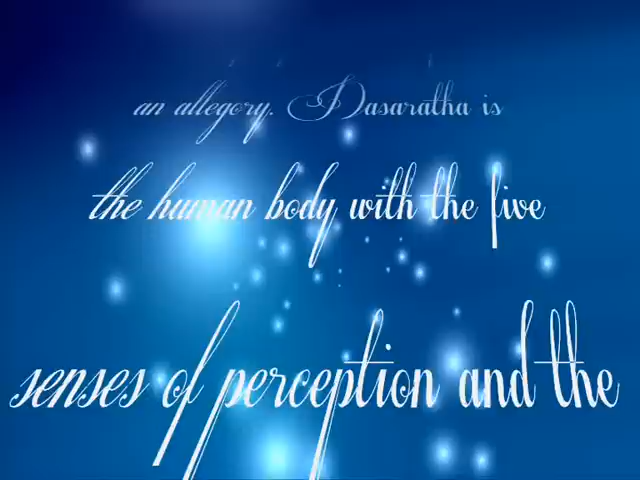 an allegory. Dasaratha is
the human body with the five
senses of perception and the